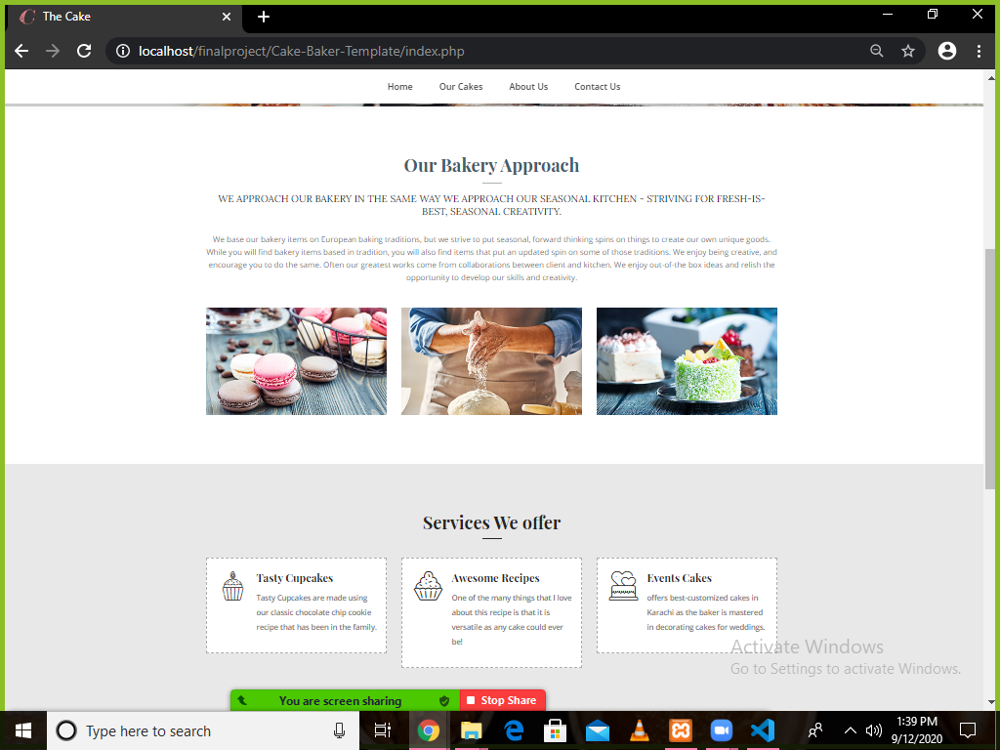 The Cake
localhost/finalproject/Cake-Baker-Template/index.php
Home Our Cakes About Us Contact Us
Our Bakery Approach
WE APPROACH OUR BAKERY IN THE SAME WAY WE APPROACH OUR SEASONAL KITCHEN - STRIVING FOR FRESH-IS-
BEST, SEASONAL CREATIVITY.
We base our bakery items on European baking traditions, but we strive to put seasonal, forward thinking spins on things to create our own unique goods.
While you will find bakery items based in tradition, you will also find items that put an updated spin on some of those traditions. We enjoy being creative, and
encourage you to do the same. Often our greatest works come from collaborations between client and kitchen. We enjoy out-of-the box ideas and relish the
opportunity to develop our skills and creativity.
Services We offer
Tasty Cupcakes
Tasty Cupcakes are made using
our classic chocolate chip cookie
recipe that has been in the family.
Awesome Recipes
One of the many things that I love
about this recipe is that it is
versatile as any cake could ever
be!
Events Cakes
offers best-customized cakes in
Karachi as the baker is mastered
in decorating cakes for weddings.
Activate Windows
Go to Settings to activate Windows.
You are screen sharing Stop Share
Type here to search
1:39 PM
9/12/2020